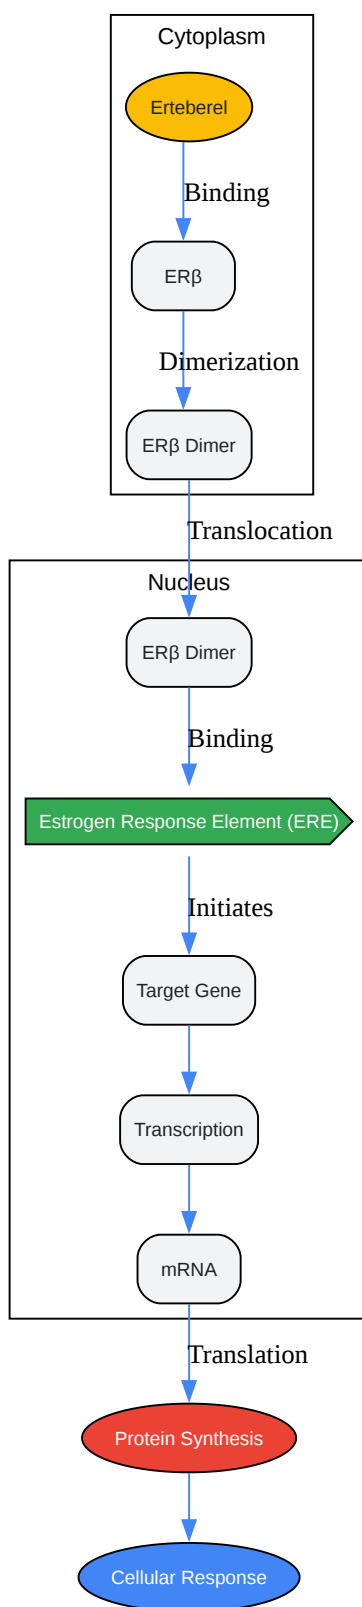 Cytoplasm
Erteberel
Binding
ERβ
Dimerization
ERβ Dimer
Translocation
Nucleus
ERβ Dimer
Binding
Estrogen Response Element (ERE)
Initiates
Target Gene
Transcription
mRNA
Translation
Protein Synthesis
Cellular Response